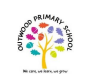 OUTWOOD PRIMARY SCHOOL
We care, we learn, we grow